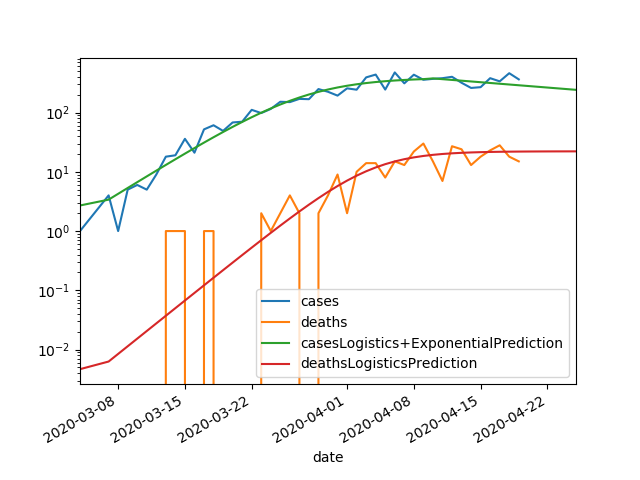 10²
10¹
10⁰
10⁻¹
10⁻²
cases
deaths
casesLogistics+ExponentialPrediction
deathsLogisticsPrediction
2020-03-08
2020-03-15
2020-03-22
2020-04-01
2020-04-08
2020-04-15
2020-04-22
date